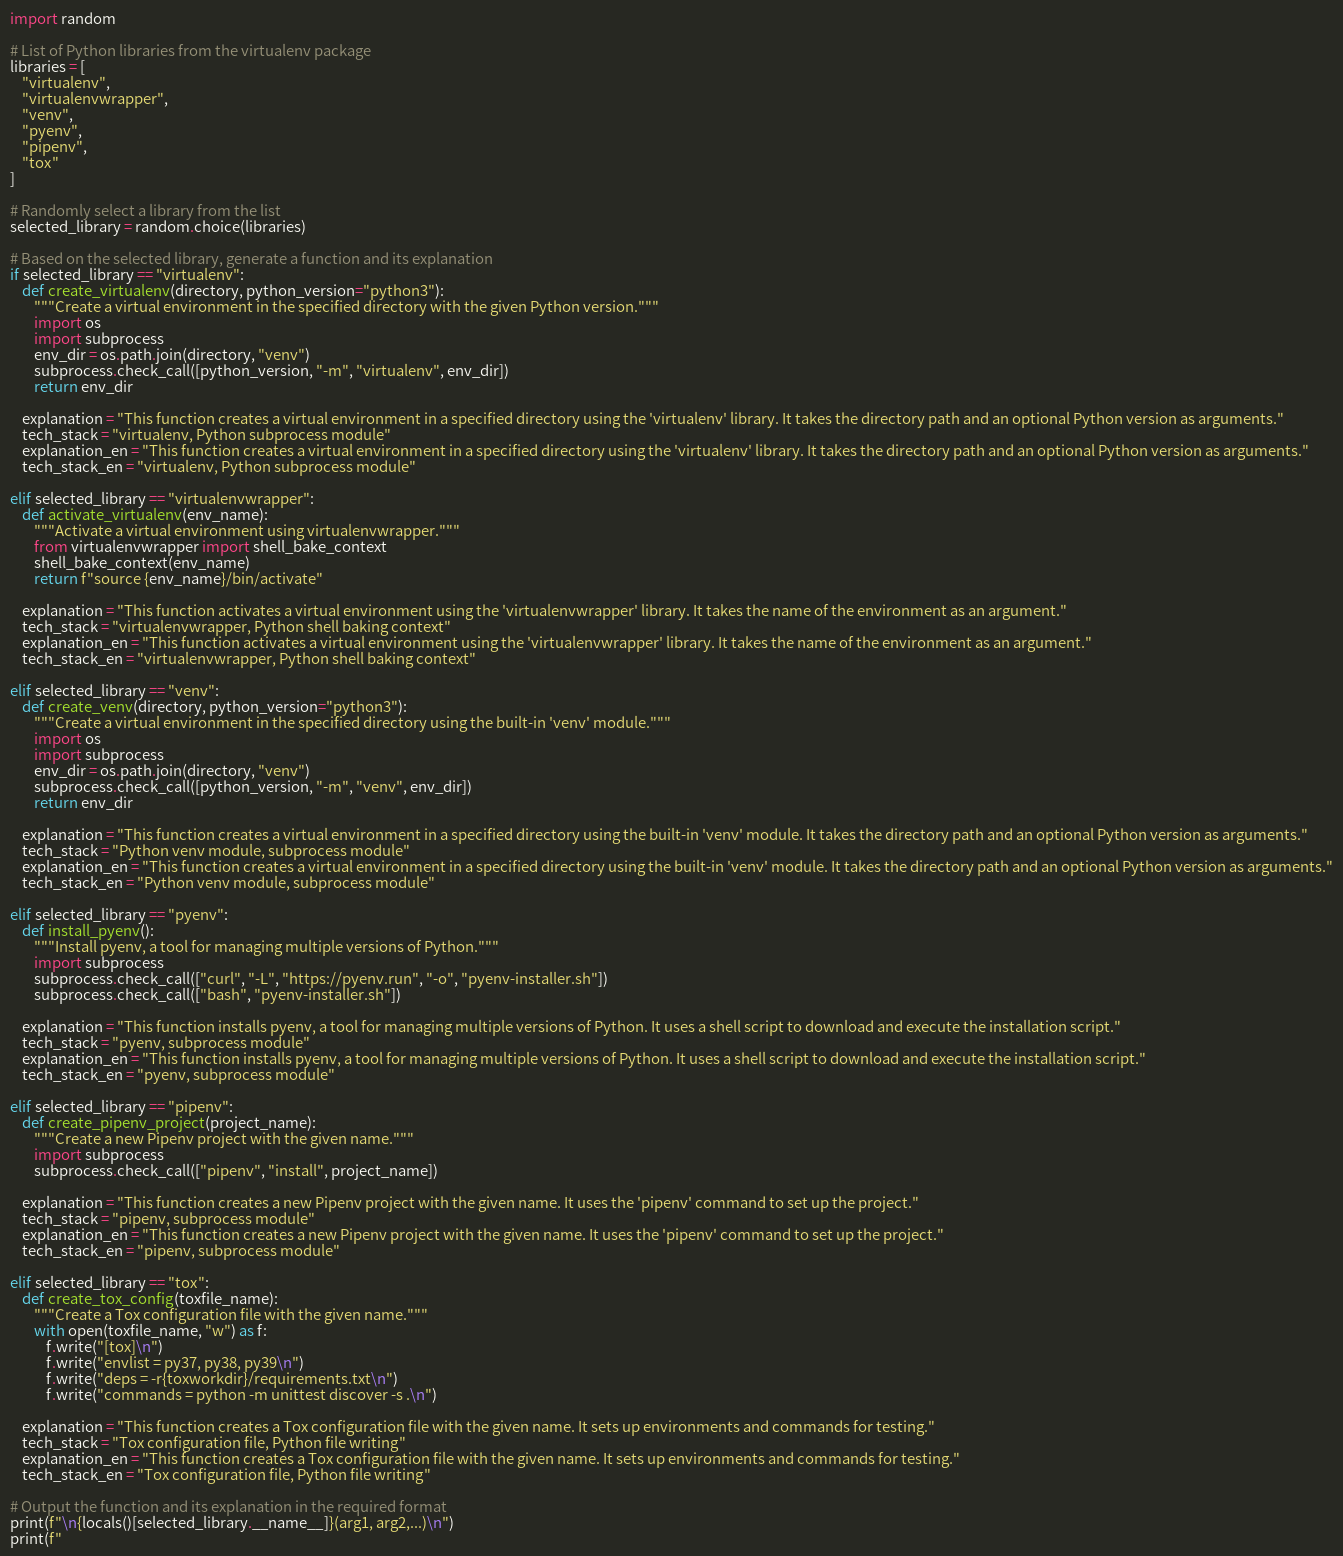 import random

# List of Python libraries from the virtualenv package
libraries = [
    "virtualenv",
    "virtualenvwrapper",
    "venv",
    "pyenv",
    "pipenv",
    "tox"
]

# Randomly select a library from the list
selected_library = random.choice(libraries)

# Based on the selected library, generate a function and its explanation
if selected_library == "virtualenv":
    def create_virtualenv(directory, python_version="python3"):
        """Create a virtual environment in the specified directory with the given Python version."""
        import os
        import subprocess
        env_dir = os.path.join(directory, "venv")
        subprocess.check_call([python_version, "-m", "virtualenv", env_dir])
        return env_dir

    explanation = "This function creates a virtual environment in a specified directory using the 'virtualenv' library. It takes the directory path and an optional Python version as arguments."
    tech_stack = "virtualenv, Python subprocess module"
    explanation_en = "This function creates a virtual environment in a specified directory using the 'virtualenv' library. It takes the directory path and an optional Python version as arguments."
    tech_stack_en = "virtualenv, Python subprocess module"

elif selected_library == "virtualenvwrapper":
    def activate_virtualenv(env_name):
        """Activate a virtual environment using virtualenvwrapper."""
        from virtualenvwrapper import shell_bake_context
        shell_bake_context(env_name)
        return f"source {env_name}/bin/activate"

    explanation = "This function activates a virtual environment using the 'virtualenvwrapper' library. It takes the name of the environment as an argument."
    tech_stack = "virtualenvwrapper, Python shell baking context"
    explanation_en = "This function activates a virtual environment using the 'virtualenvwrapper' library. It takes the name of the environment as an argument."
    tech_stack_en = "virtualenvwrapper, Python shell baking context"

elif selected_library == "venv":
    def create_venv(directory, python_version="python3"):
        """Create a virtual environment in the specified directory using the built-in 'venv' module."""
        import os
        import subprocess
        env_dir = os.path.join(directory, "venv")
        subprocess.check_call([python_version, "-m", "venv", env_dir])
        return env_dir

    explanation = "This function creates a virtual environment in a specified directory using the built-in 'venv' module. It takes the directory path and an optional Python version as arguments."
    tech_stack = "Python venv module, subprocess module"
    explanation_en = "This function creates a virtual environment in a specified directory using the built-in 'venv' module. It takes the directory path and an optional Python version as arguments."
    tech_stack_en = "Python venv module, subprocess module"

elif selected_library == "pyenv":
    def install_pyenv():
        """Install pyenv, a tool for managing multiple versions of Python."""
        import subprocess
        subprocess.check_call(["curl", "-L", "https://pyenv.run", "-o", "pyenv-installer.sh"])
        subprocess.check_call(["bash", "pyenv-installer.sh"])

    explanation = "This function installs pyenv, a tool for managing multiple versions of Python. It uses a shell script to download and execute the installation script."
    tech_stack = "pyenv, subprocess module"
    explanation_en = "This function installs pyenv, a tool for managing multiple versions of Python. It uses a shell script to download and execute the installation script."
    tech_stack_en = "pyenv, subprocess module"

elif selected_library == "pipenv":
    def create_pipenv_project(project_name):
        """Create a new Pipenv project with the given name."""
        import subprocess
        subprocess.check_call(["pipenv", "install", project_name])

    explanation = "This function creates a new Pipenv project with the given name. It uses the 'pipenv' command to set up the project."
    tech_stack = "pipenv, subprocess module"
    explanation_en = "This function creates a new Pipenv project with the given name. It uses the 'pipenv' command to set up the project."
    tech_stack_en = "pipenv, subprocess module"

elif selected_library == "tox":
    def create_tox_config(toxfile_name):
        """Create a Tox configuration file with the given name."""
        with open(toxfile_name, "w") as f:
            f.write("[tox]\n")
            f.write("envlist = py37, py38, py39\n")
            f.write("deps = -r{toxworkdir}/requirements.txt\n")
            f.write("commands = python -m unittest discover -s .\n")

    explanation = "This function creates a Tox configuration file with the given name. It sets up environments and commands for testing."
    tech_stack = "Tox configuration file, Python file writing"
    explanation_en = "This function creates a Tox configuration file with the given name. It sets up environments and commands for testing."
    tech_stack_en = "Tox configuration file, Python file writing"

# Output the function and its explanation in the required format
print(f"\n{locals()[selected_library.__name__]}(arg1, arg2,...)\n")
print(f"